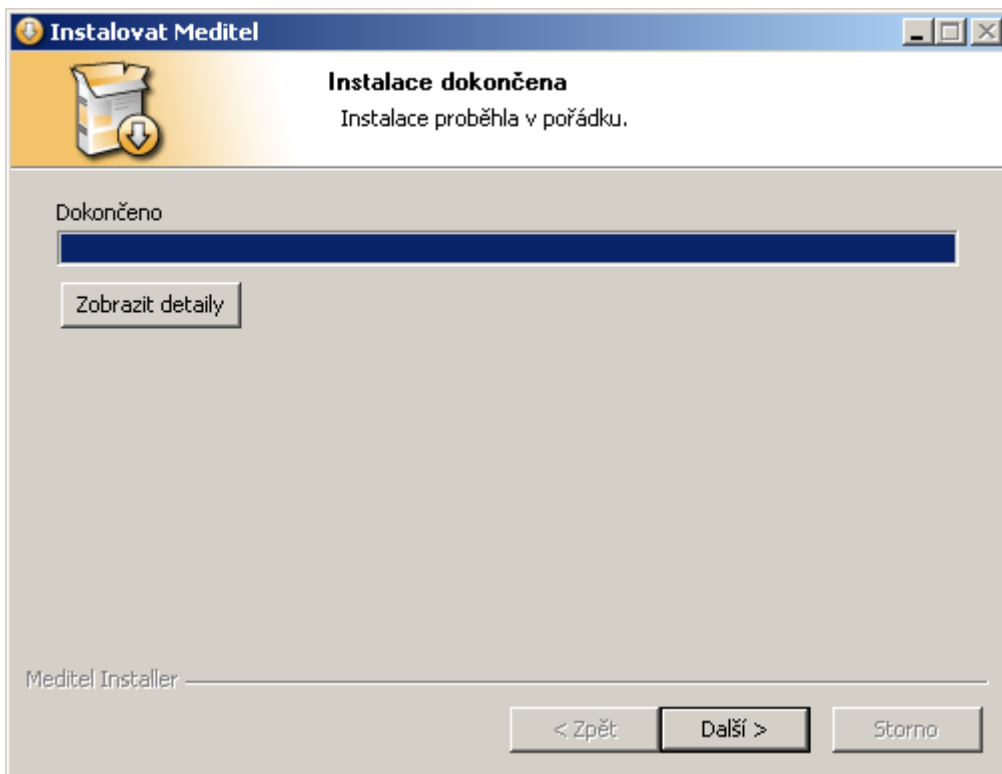 Instalovat Meditel
Instalace dokončena
Instalace proběhla v pořádku.
Dokončeno
Zobrazit detaily
Meditel Installer
< Zpět
Další >
Storno